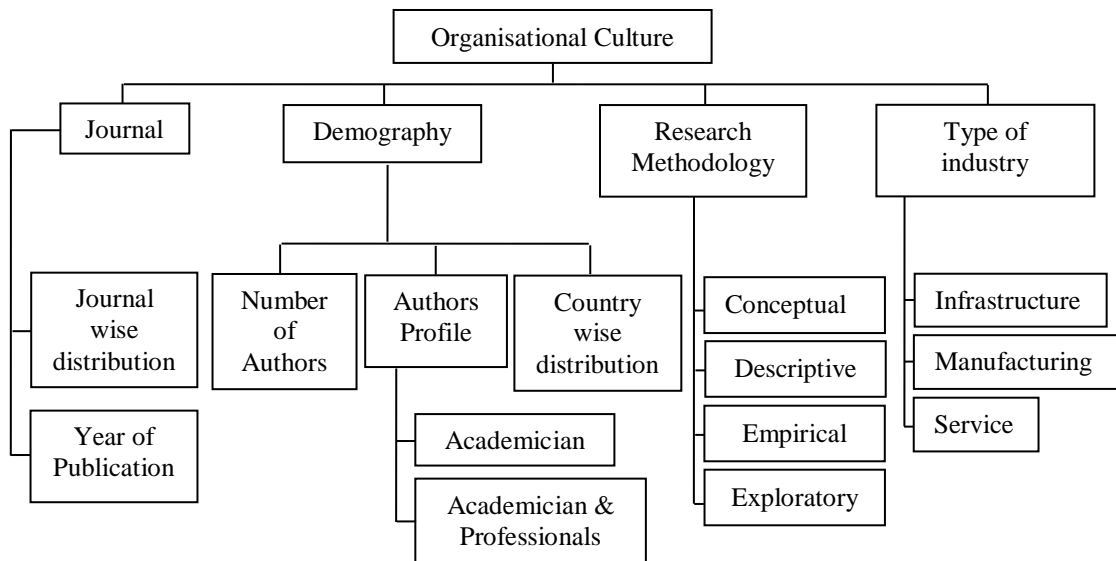 Organisational Culture
Journal
Demography
Research
Methodology
Type of
industry
Journal
wise
distribution
Number
of
Authors
Authors
Profile
Country
wise
distribution
Conceptual
Infrastructure
Descriptive
Manufacturing
Year of
Publication
Academician
Empirical
Service
Academician &
Professionals
Exploratory